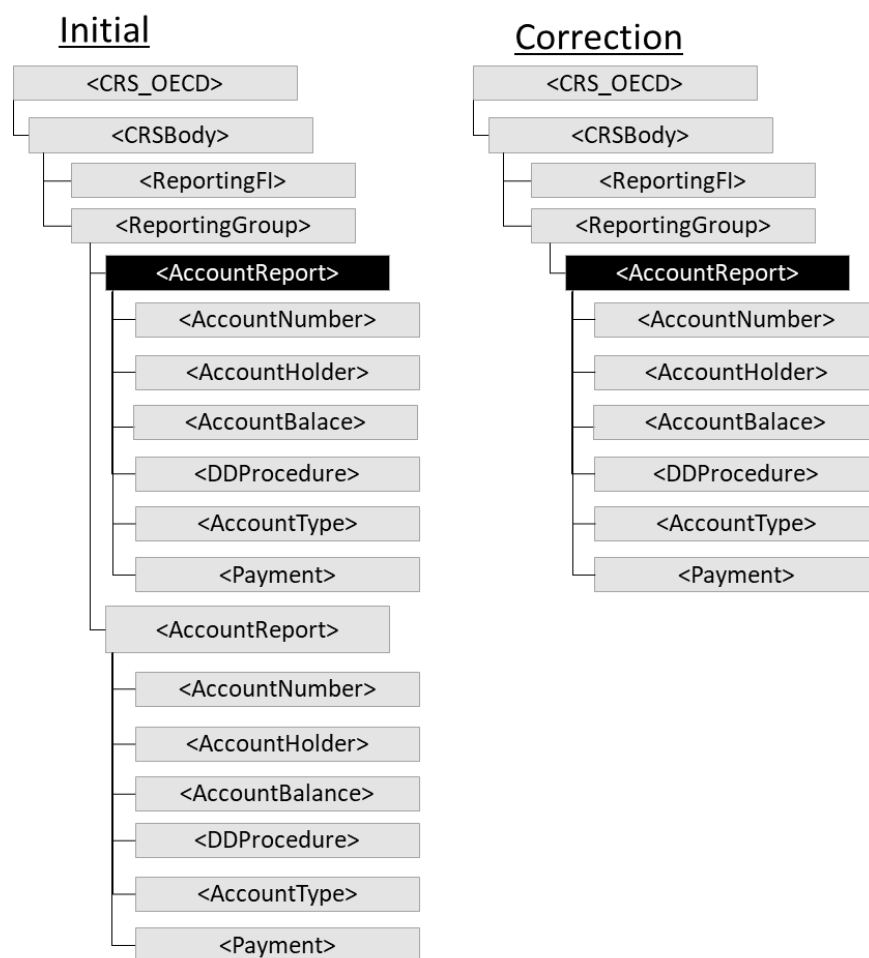 Initial
<CRS_OECD>
<CRSBody>
<ReportingFI>
<ReportingGroup>
<AccountReport>
<AccountNumber>
<AccountHolder>
<AccountBalace>
<DDProcedure>
<AccountType>
<Payment>
<AccountReport>
<AccountNumber>
<AccountHolder>
<AccountBalance>
<DDProcedure>
<AccountType>
<Payment>
Correction
<CRS_OECD>
<CRSBody>
<ReportingFI>
<ReportingGroup>
<AccountReport>
<AccountNumber>
<AccountHolder>
<AccountBalace>
<DDProcedure>
<AccountType>
<Payment>